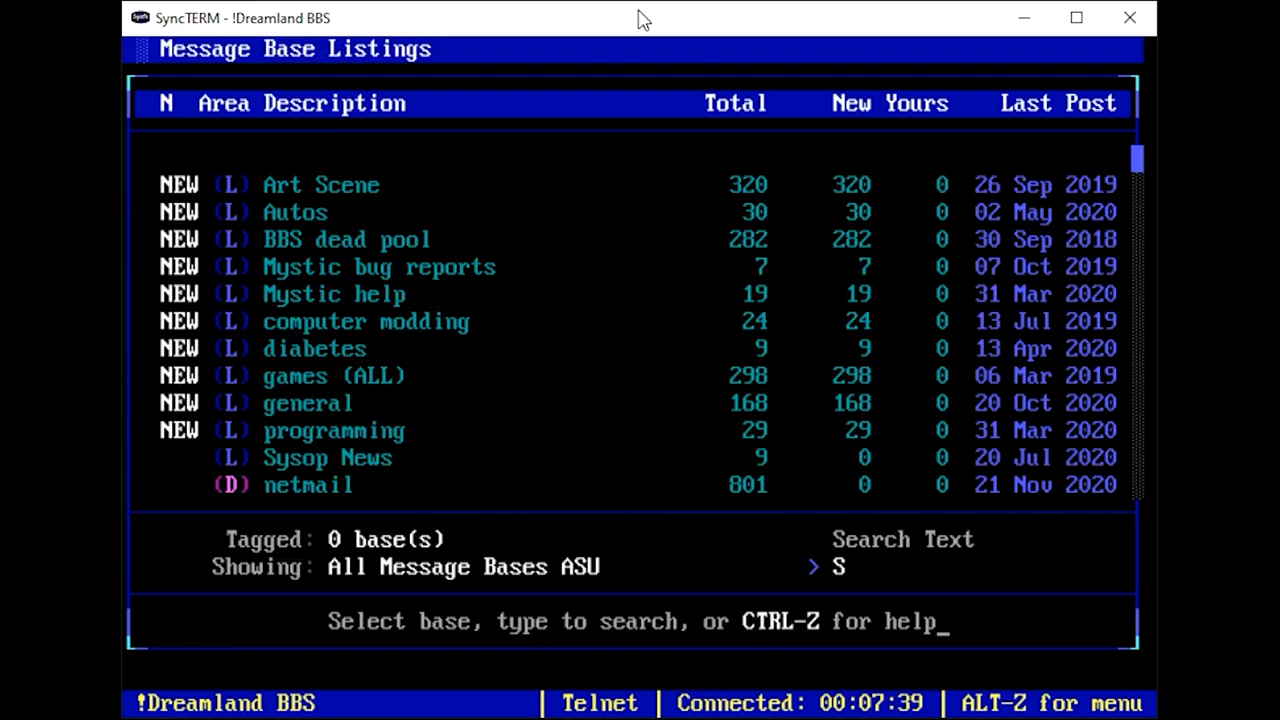 SyncTERM - !Dreamland BBS
Message Base Listings
N Area Description Total New Yours Last Post
NEW (L) Art Scene 320 320 0 26 Sep 2019
NEW (L) Autos 30 30 0 02 May 2020
NEW (L) BBS dead pool 282 282 0 30 Sep 2018
NEW (L) Mystic bug reports 7 7 0 07 Oct 2019
NEW (L) Mystic help 19 19 0 31 Mar 2020
NEW (L) computer modding 24 24 0 13 Jul 2019
NEW (L) diabetes 9 9 0 13 Apr 2020
NEW (L) games (ALL) 298 298 0 06 Mar 2019
NEW (L) general 168 168 0 20 Oct 2020
NEW (L) programming 29 29 0 31 Mar 2020
(L) Sysop News 9 0 0 20 Jul 2020
(D) netmail 801 0 0 21 Nov 2020
Tagged: 0 base(s) Search Text
Showing: All Message Bases ASU > S
Select base, type to search, or CTRL-Z for help_
!Dreamland BBS | Telnet | Connected: 00:07:39 | ALT-Z for menu